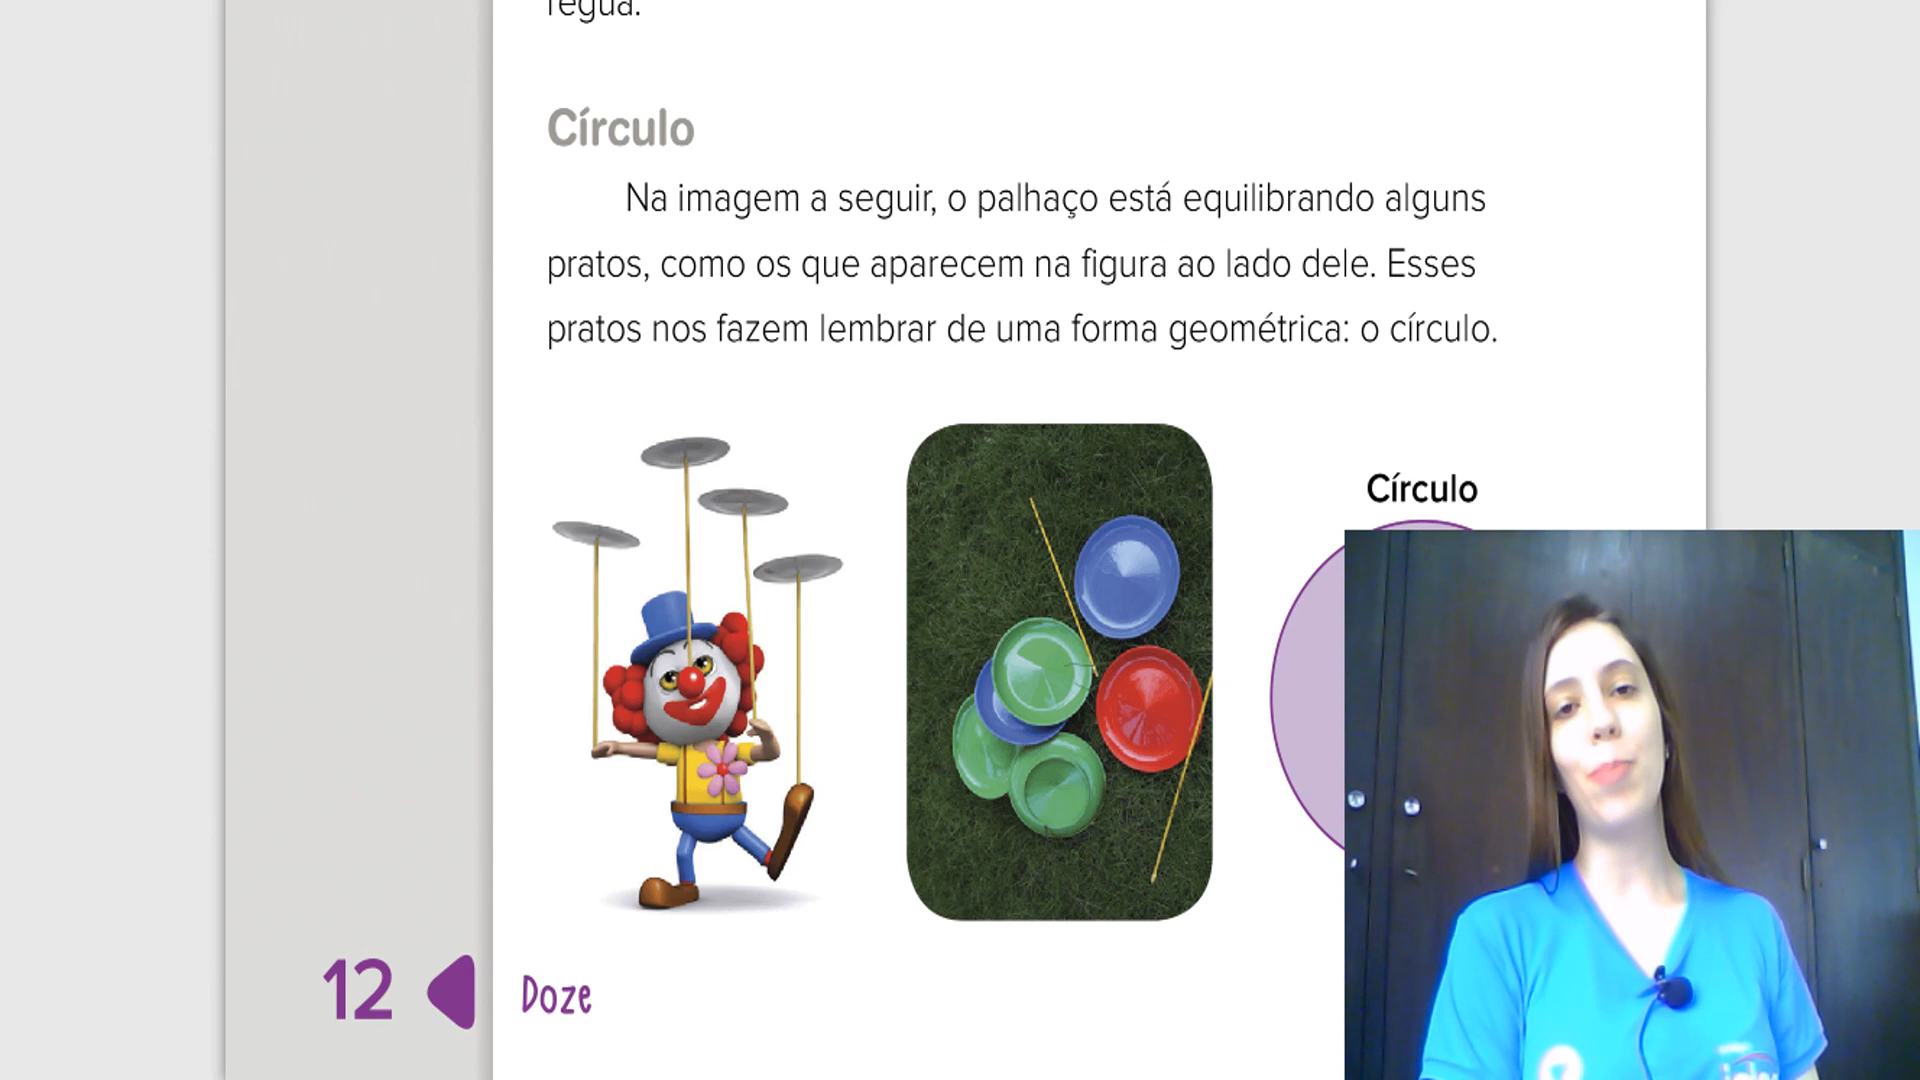 régua.
Círculo
Na imagem a seguir, o palhaço está equilibrando alguns
pratos, como os que aparecem na figura ao lado dele. Esses
pratos nos fazem lembrar de uma forma geométrica: o círculo.
Círculo
12
Doze